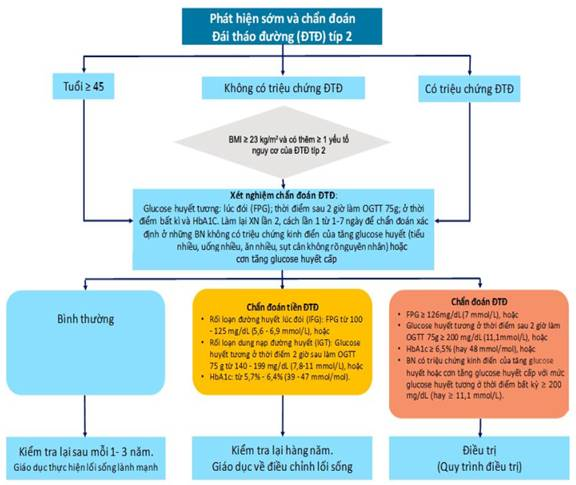 Phát hiện sớm và chẩn đoán
Đái tháo đường (ĐTĐ) típ 2
Tuổi ≥ 45
Không có triệu chứng ĐTĐ
Có triệu chứng ĐTĐ
BMI ≥ 23 kg/m² và có thêm ≥ 1 yếu tố
nguy cơ của ĐTĐ típ 2
Xét nghiệm chẩn đoán ĐTĐ:
Glucose huyết tương: lúc đói (FPG); thời điểm sau 2 giờ làm OGTT 75g; ở thời
điểm bất kì và HbA1C. Làm lại XN lần 2, cách lần 1 từ 1-7 ngày để chẩn đoán xác
định ở những BN không có triệu chứng kinh điển của tăng glucose huyết (tiểu
nhiều, uống nhiều, ăn nhiều, sụt cân không rõ nguyên nhân) hoặc
cơn tăng glucose huyết cấp
Bình thường
Chẩn đoán tiền ĐTĐ
• Rối loạn đường huyết lúc đói (IFG): FPG từ 100
- 125 mg/dL (5,6 - 6,9 mmol/L), hoặc
• Rối loạn dung nạp đường huyết (IGT): Glucose
huyết tương ở thời điểm 2 giờ sau làm OGTT
75 g từ 140 - 199 mg/dL (7,8-11 mmol/L), hoặc
• HbA1c: từ 5,7% - 6,4% (39 - 47 mmol/mol).
Chẩn đoán ĐTĐ
• FPG ≥ 126mg/dL (7 mmol/L), hoặc
• Glucose huyết tương ở thời điểm sau 2 giờ làm
OGTT 75g ≥ 200 mg/dL (11,1mmol/L), hoặc
• HbA1c ≥ 6,5% (hay 48 mmol/mol), hoặc
• BN có triệu chứng kinh điển của tăng glucose
huyết hoặc cơn tăng glucose huyết cấp với mức
glucose huyết tương ở thời điểm bất kỳ ≥ 200
mg/dL (hay ≥ 11,1 mmol/L).
Kiểm tra lại sau mỗi 1- 3 năm.
Giáo dục thực hiện lối sống lành mạnh
Kiểm tra lại hàng năm.
Giáo dục về điều chỉnh lối sống
Điều trị
(Quy trình điều trị)